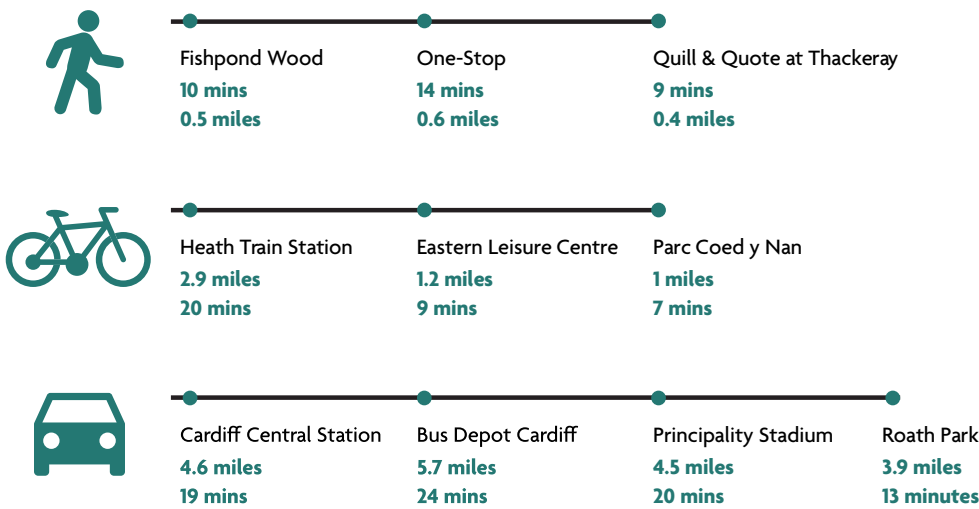 Fishpond Wood
10 mins
0.5 miles
One-Stop
14 mins
0.6 miles
Quill & Quote at Thackeray
9 mins
0.4 miles
Heath Train Station
2.9 miles
20 mins
Eastern Leisure Centre
1.2 miles
9 mins
Parc Coed y Nan
1 miles
7 mins
Cardiff Central Station
4.6 miles
19 mins
Bus Depot Cardiff
5.7 miles
24 mins
Principality Stadium
4.5 miles
20 mins
Roath Park
3.9 miles
13 minutes